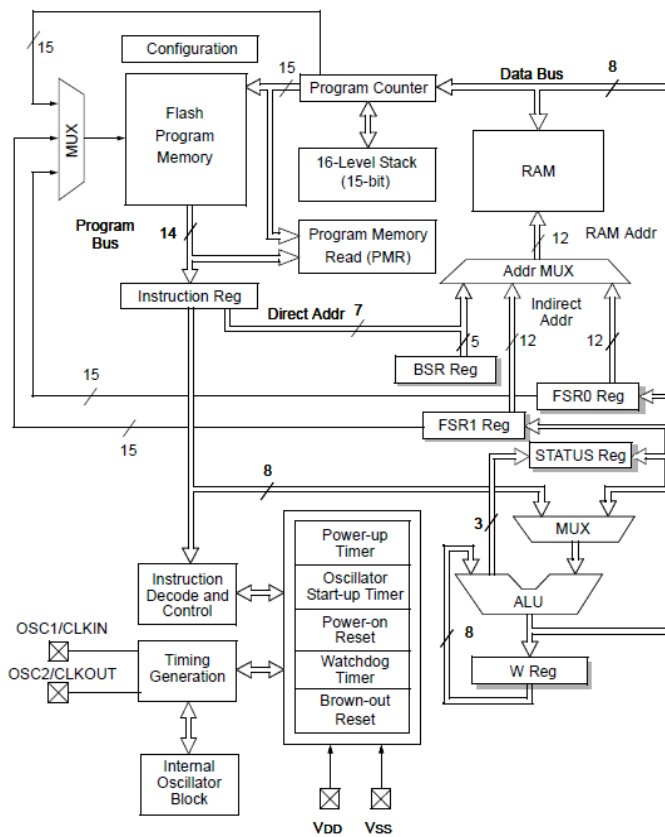 15
Configuration
15
Data Bus
8
Program Counter
MUX
Flash
Program
Memory
16-Level Stack
(15-bit)
RAM
Program
Bus
14
Program Memory
Read (PMR)
12
RAM Addr
Addr MUX
Instruction Reg
Direct Addr
7
Indirect
Addr
5
12
12
BSR Reg
15
FSR0 Reg
15
FSR1 Reg
STATUS Reg
8
3
MUX
Power-up
Timer
Oscillator
Start-up Timer
Power-on
Reset
Watchdog
Timer
Brown-out
Reset
Instruction
Decode and
Control
ALU
8
W Reg
OSC1/CLKIN
OSC2/CLKOUT
Timing
Generation
Internal
Oscillator
Block
VDD
VSS